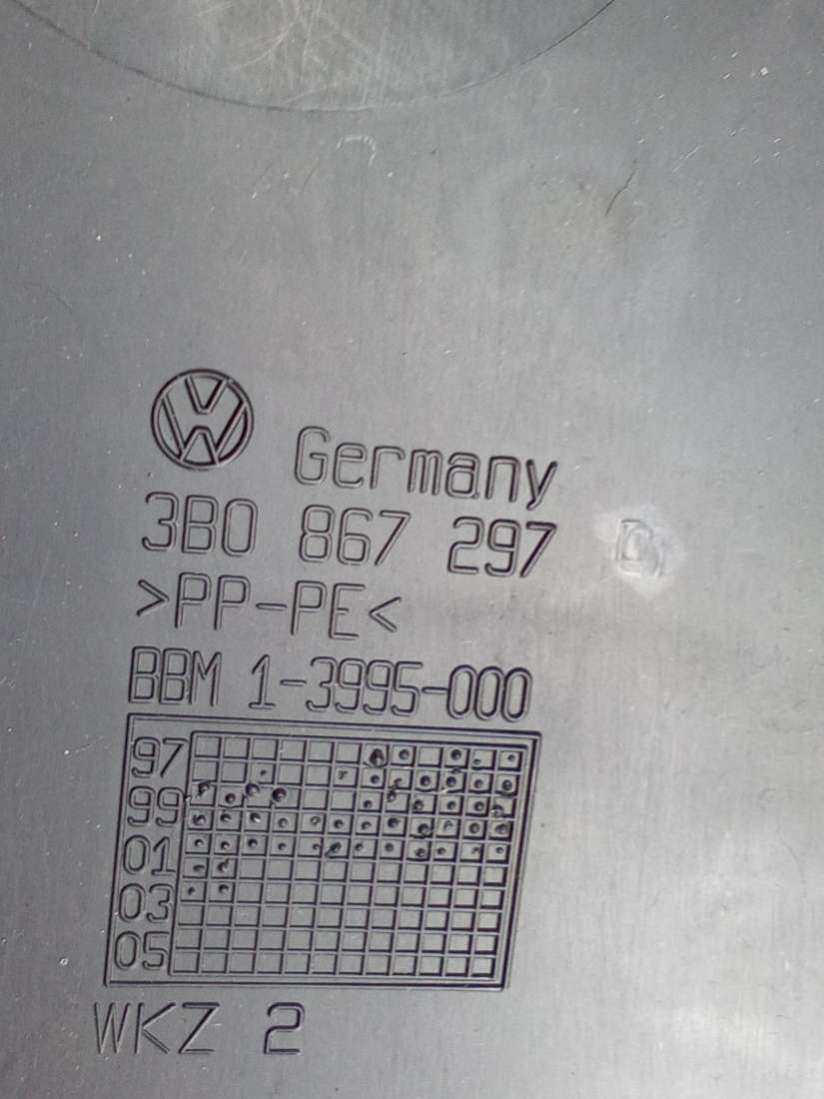 Germany
3B0 867 297 D
>PP-PE<
BBM 1-3995-000
97
99
01
03
05
WKZ 2